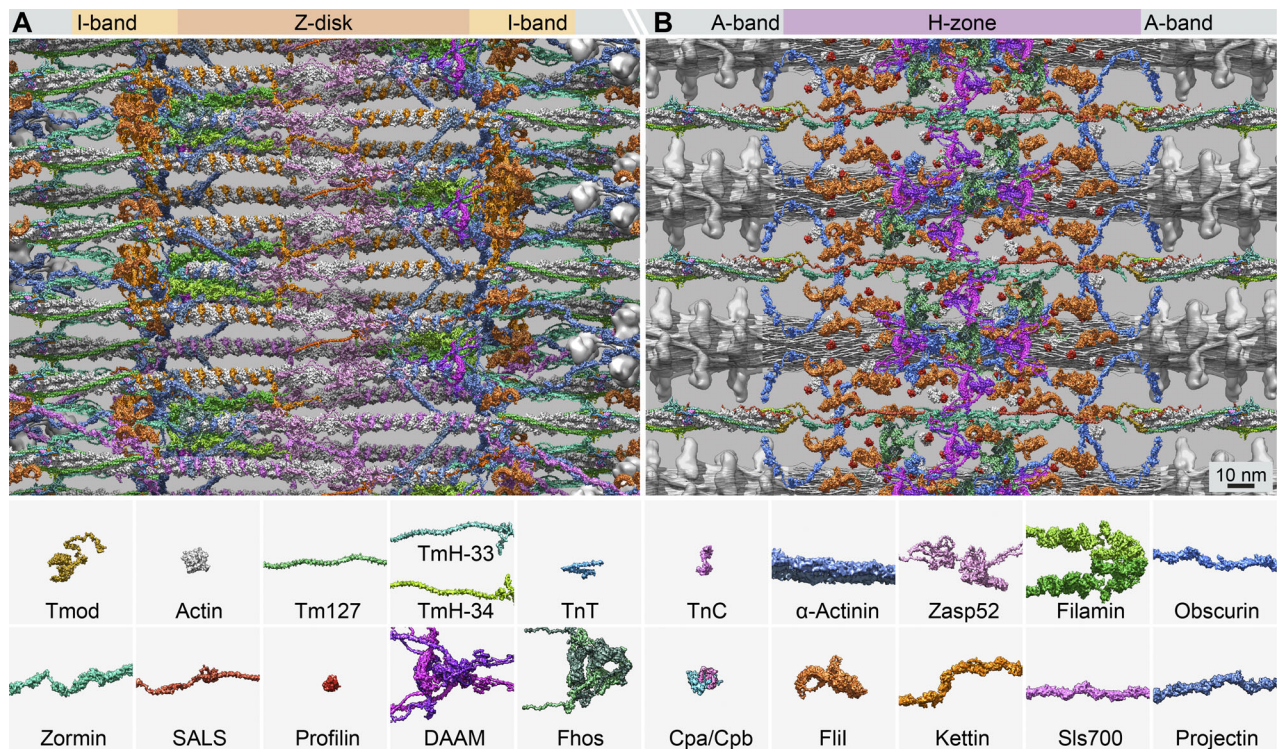 A I-band Z-disk I-band B A-band H-zone A-band
10 nm
TmH-33
Tmod Actin Tm127 TmH-34 TnT TnC α-Actinin Zasp52 Filamin Obscurin
Zormin SALS Profilin DAAM Fhos Cpa/Cpb FliI Kettin Sls700 Projectin